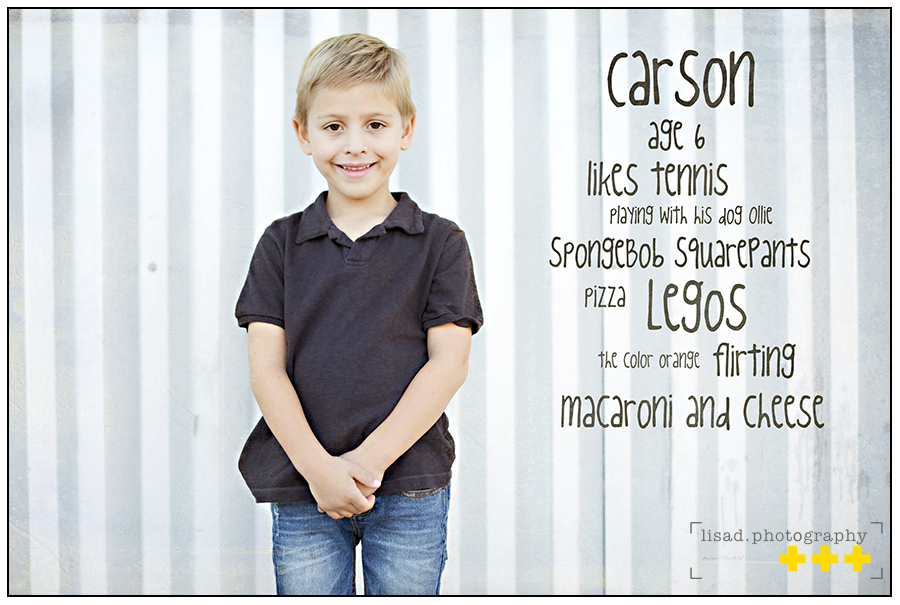 carson
age 6
likes tennis
playing with his dog ollie
SpongeBob SquarePants
pizza Legos
the color orange flirting
macaroni and cheese
lisad.photography